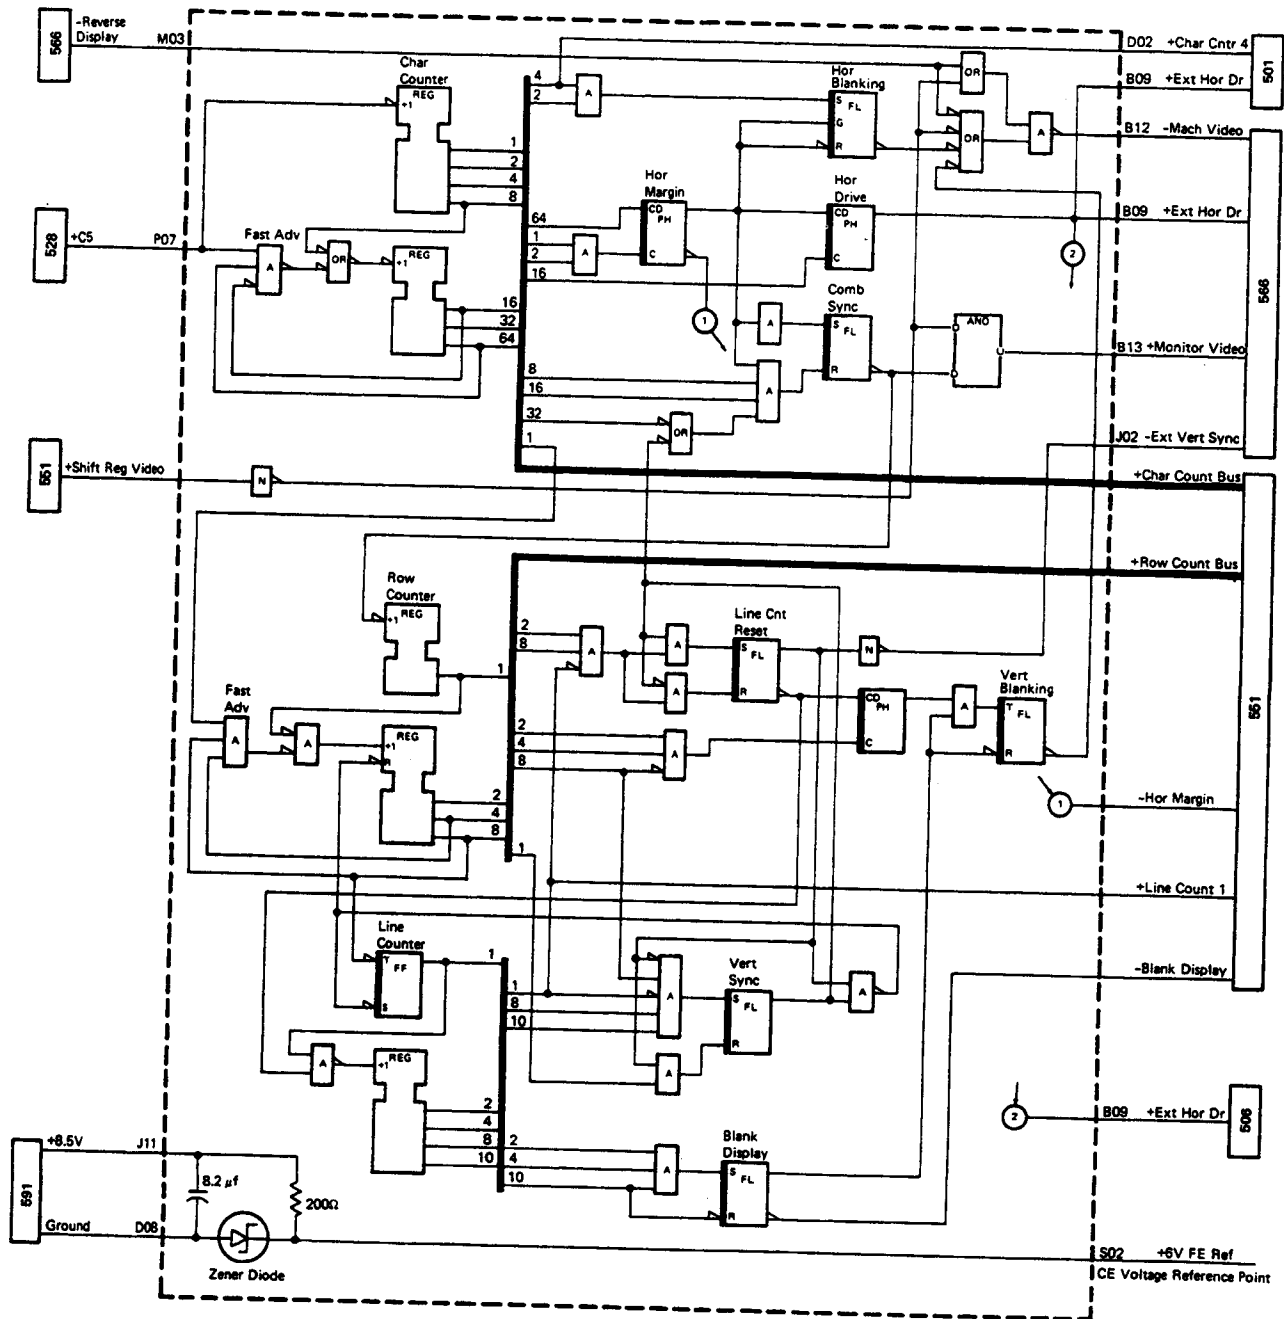 566
-Reverse
Display
M03
D02 +Char Cntr 4
501
B09 +Ext Hor Dr
Char
Counter
+1 REG
1
2
4
8
4
2
A
Hor
Blanking
S FL
G
R
OR
OR
A
B12 -Mach Video
566
528
+C5
P07
Fast Adv
A
OR
+1 REG
16
32
64
64
1
2
16
A
Hor
Margin
CD
PH
C
1
Hor
Drive
CD
PH
C
B09 +Ext Hor Dr
2
Comb
Sync
A
S FL
R
A
8
16
32
1
OR
ANO
B13 +Monitor Video
J02 -Ext Vert Sync
551
+Shift Reg Video
N
+Char Count Bus
551
+Row Count Bus
Row
Counter
+1 REG
1
2
8
A
A
A
Line Cnt
Reset
S FL
R
N
Fast
Adv
A
A
REG
+1
R
2
4
8
2
4
8
1
A
CD
PH
C
A
Vert
Blanking
T FL
R
1
-Hor Margin
+Line Count 1
Line
Counter
T FF
S
1
1
8
10
A
Vert
Sync
S FL
R
A
A
-Blank Display
A
+1 REG
2
4
8
10
2
4
10
A
Blank
Display
S FL
R
2
B09 +Ext Hor Dr
506
591
+8.5V
J11
8.2 µf
200Ω
Ground
D08
Zener Diode
S02 +6V FE Ref
CE Voltage Reference Point